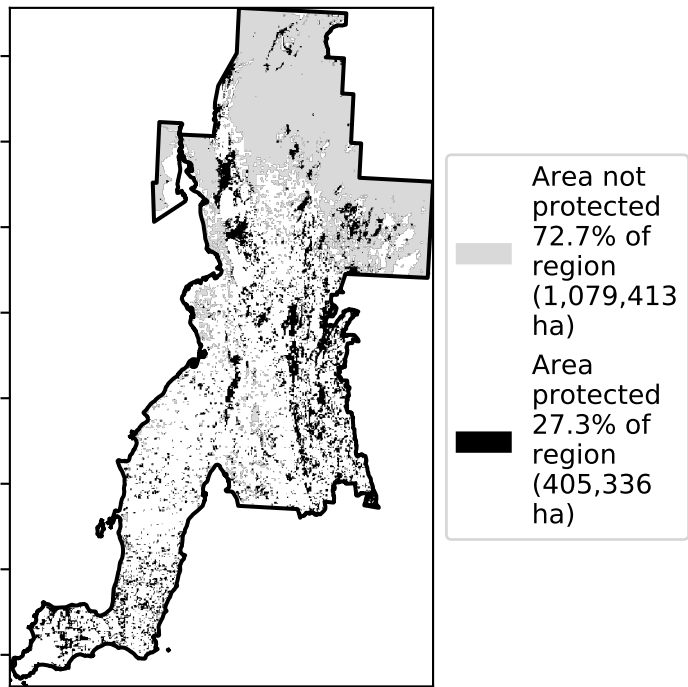 Area not
protected
72.7% of
region
(1,079,413
ha)
Area
protected
27.3% of
region
(405,336
ha)